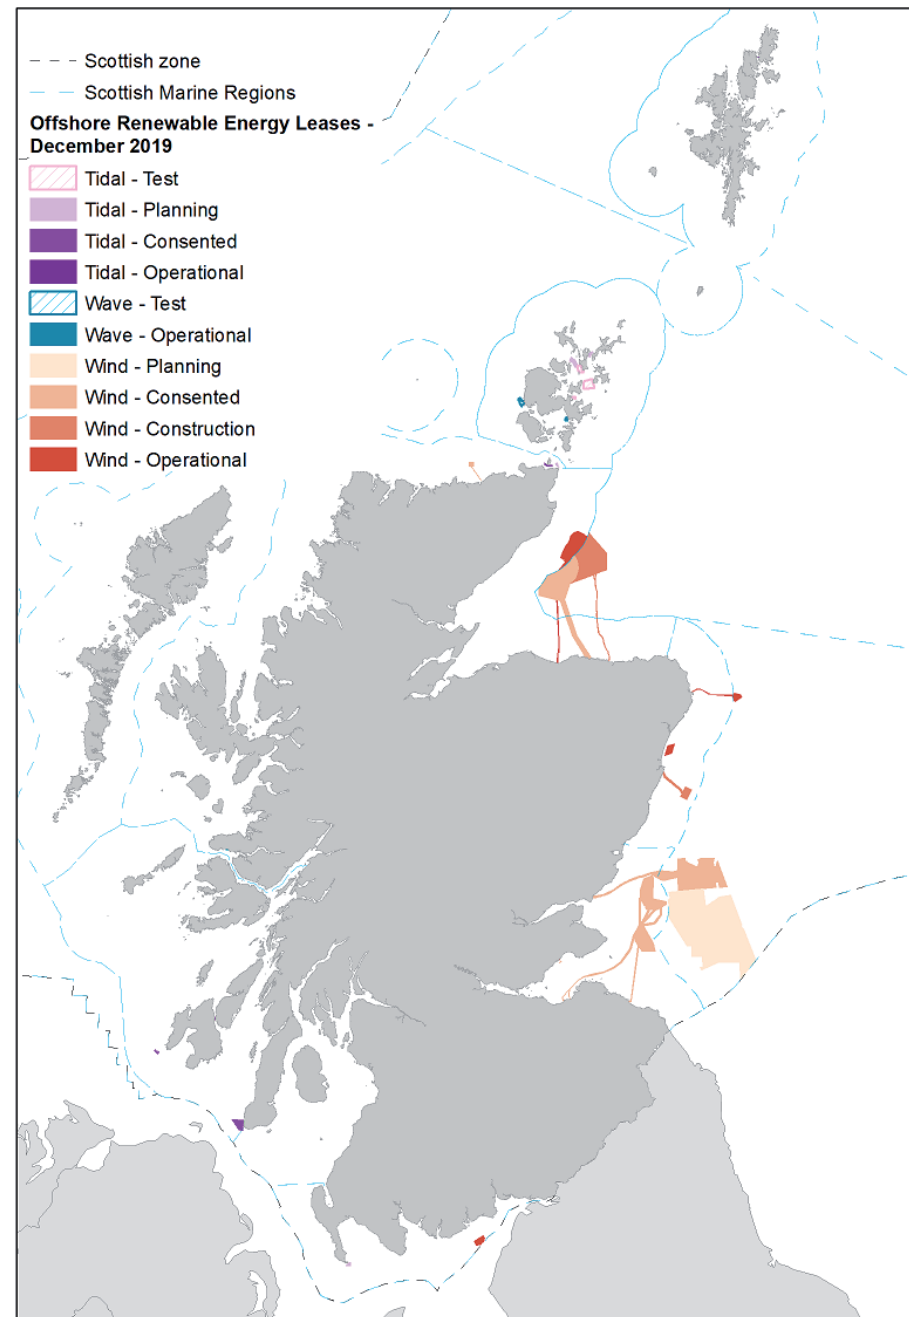 Scottish zone
Scottish Marine Regions
Offshore Renewable Energy Leases -
December 2019
Tidal - Test
Tidal - Planning
Tidal - Consented
Tidal - Operational
Wave - Test
Wave - Operational
Wind - Planning
Wind - Consented
Wind - Construction
Wind - Operational